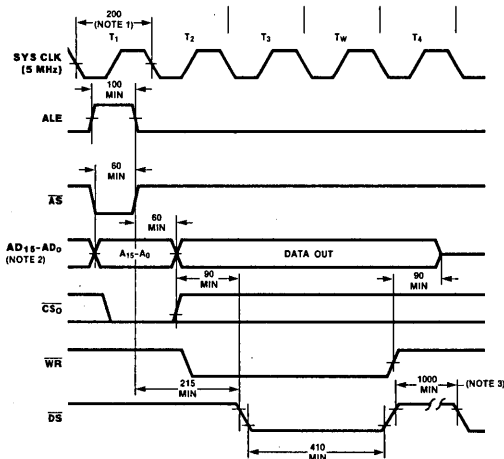 200
(NOTE 1)
T1 T2 T3 TW T4
SYS CLK
(5 MHz)
100
MIN
ALE
60
MIN
AS
60
MIN
AD15-AD0
(NOTE 2)
A15-A0
DATA OUT
90
MIN
90
MIN
CS0
WR
215
MIN
1000
MIN
(NOTE 3)
DS
410
MIN